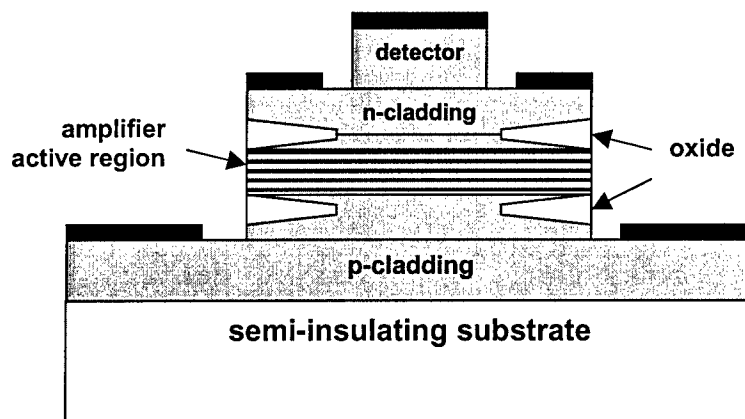 detector
n-cladding
amplifier
active region
oxide
p-cladding
semi-insulating substrate